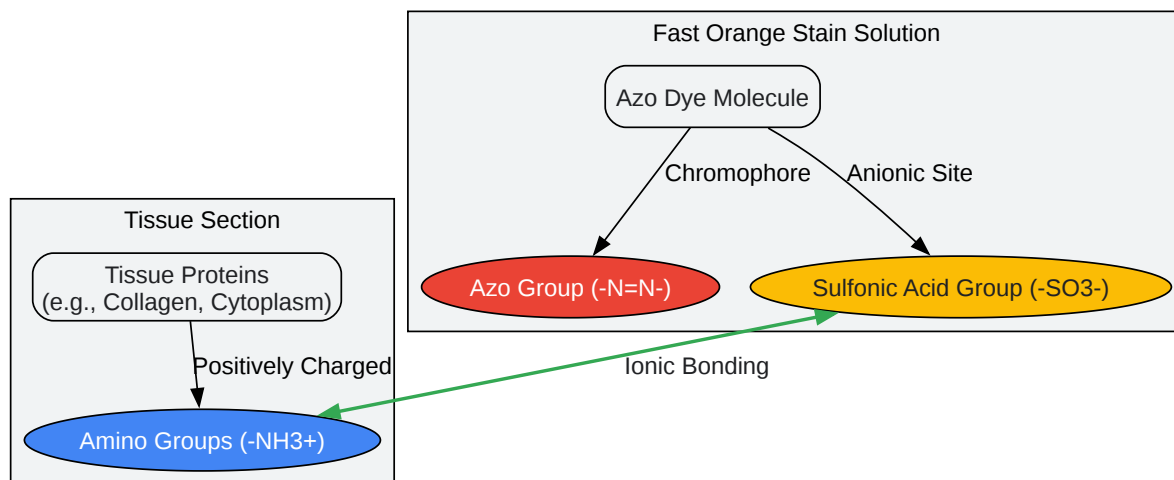 Fast Orange Stain Solution
Azo Dye Molecule
Chromophore
Anionic Site
Azo Group (-N=N-)
Sulfonic Acid Group (-SO3-)
Tissue Section
Tissue Proteins
(e.g., Collagen, Cytoplasm)
Positively Charged
Ionic Bonding
Amino Groups (-NH3+)